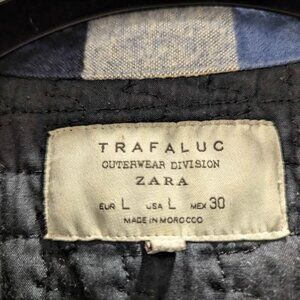 TRAFALUC
OUTERWEAR DIVISION
ZARA
EUR L USA L MEX 30
MADE IN MOROCCO